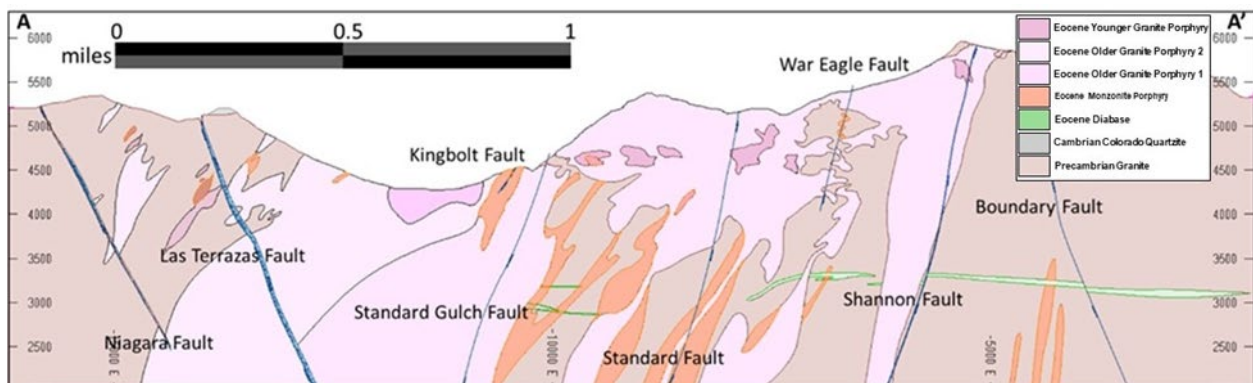 A
0
0.5
1
miles
A'
6000
5500
5000
4500
4000
3500
3000
2500
6000
5500
5000
4500
4000
3500
3000
2500
Eocene Younger Granite Porphyry
Eocene Older Granite Porphyry 2
Eocene Older Granite Porphyry 1
Eocene Monzonite Porphyry
Eocene Diabase
Cambrian Colorado Quartzite
Precambrian Granite
War Eagle Fault
Kingbolt Fault
Boundary Fault
Las Terrazas Fault
Standard Gulch Fault
Shannon Fault
Niagara Fault
Standard Fault
-10000 E
-5000 E